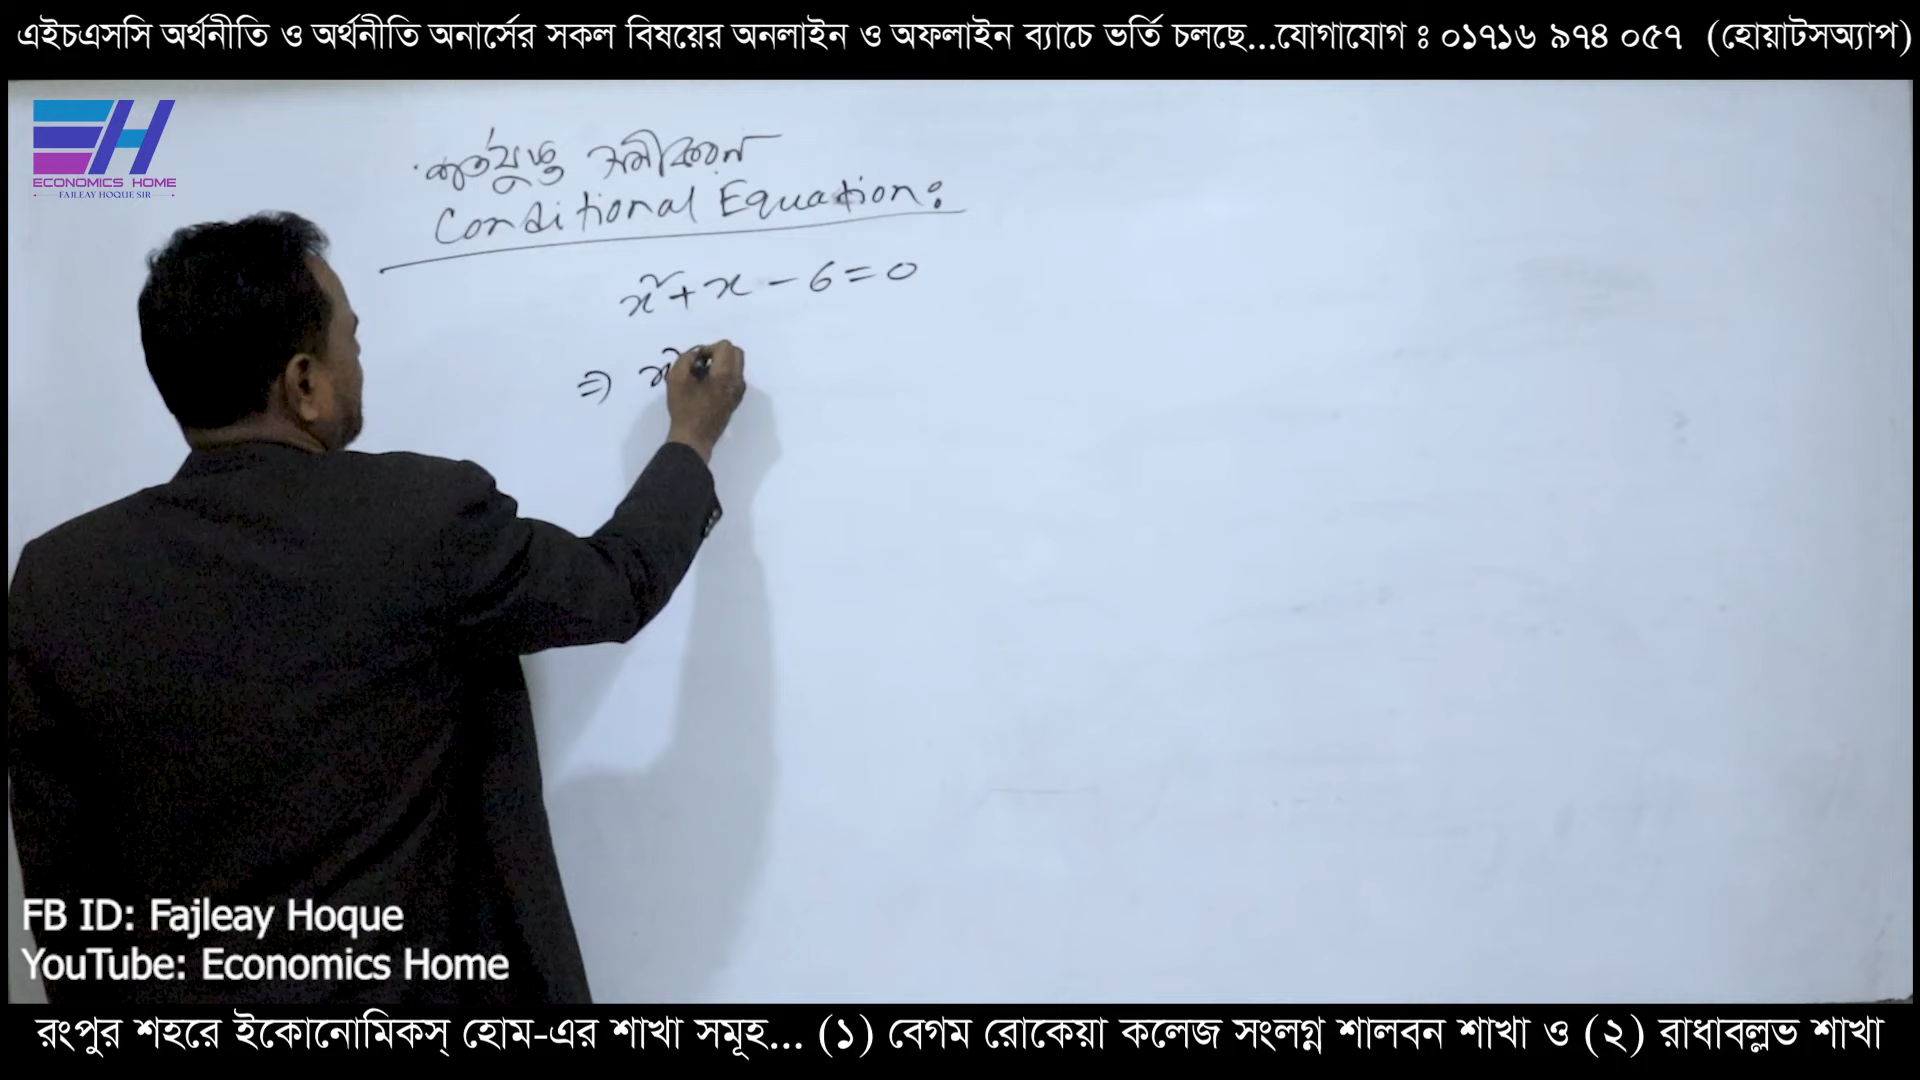 এইচএসসি অর্থনীতি ও অর্থনীতি অনার্সের সকল বিষয়ের অনলাইন ও অফলাইন ব্যাচে ভর্তি চলছে...যোগাযোগ ঃ ০১৭১৬ ৯৭৪ ০৫৭ (হোয়াটসঅ্যাপ)
EH
ECONOMICS HOME
FAJLEAY HOQUE SIR
শর্তযুক্ত সমীকরণ
Conditional Equation:
x² + x - 6 = 0
⇒ x²
FB ID: Fajleay Hoque
YouTube: Economics Home
রংপুর শহরে ইকোনোমিকস্ হোম-এর শাখা সমূহ... (১) বেগম রোকেয়া কলেজ সংলগ্ন শালবন শাখা ও (২) রাধাবল্লভ শাখা